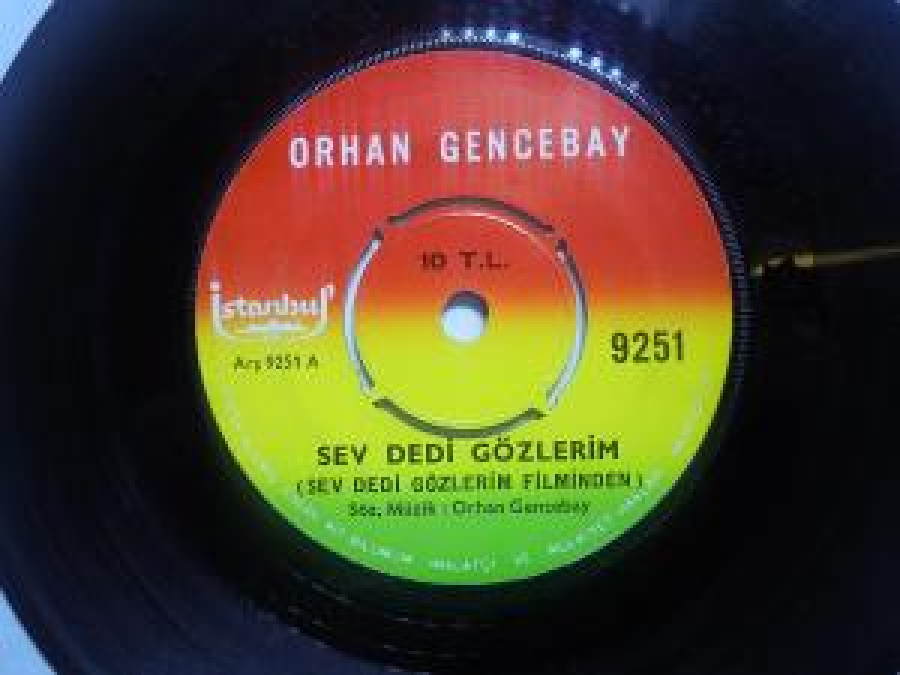 ORHAN GENCEBAY
10 T.L.
istanbul
9251
Arş 9251 A
SEV DEDİ GÖZLERİM
(SEV DEDİ GÖZLERİM FİLMİNDEN)
Söz, Müzik : Orhan Gencebay